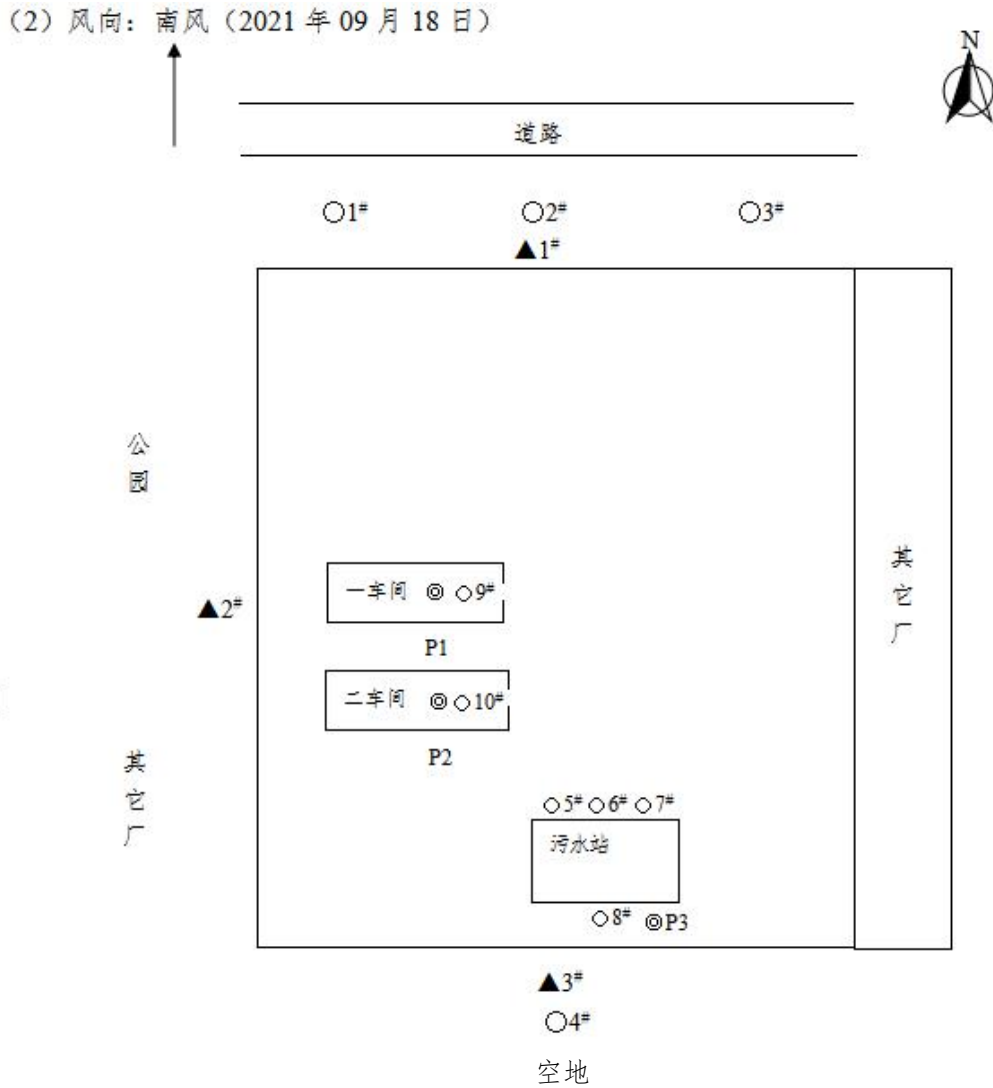 （2）风向：南风（2021 年 09 月 18 日）
N
道路
○1#
○2#
○3#
▲1#
公园
一车间 ◎ ○9#
▲2#
P1
其它厂
二车间 ◎ ○10#
P2
其它厂
○5# ○6# ○7#
污水站
○8# ◎P3
▲3#
○4#
空地